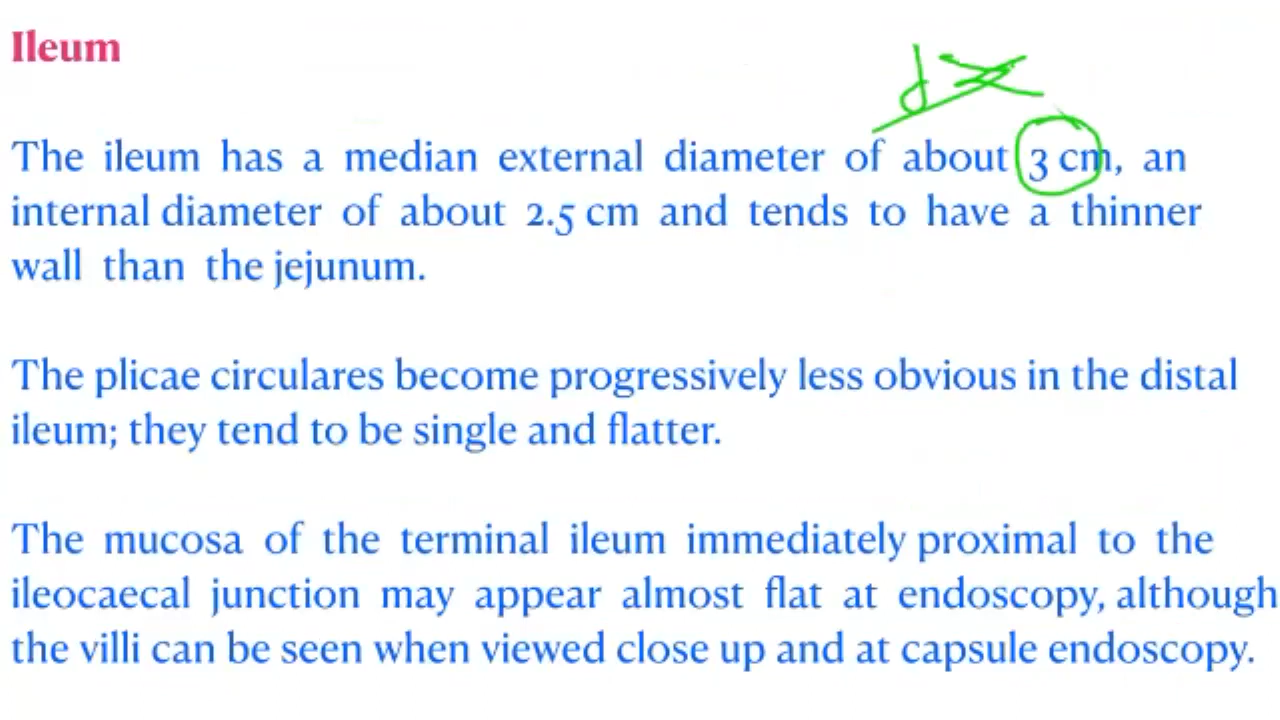 Ileum
The ileum has a median external diameter of about 3 cm, an
internal diameter of about 2.5 cm and tends to have a thinner
wall than the jejunum.
The plicae circulares become progressively less obvious in the distal
ileum; they tend to be single and flatter.
The mucosa of the terminal ileum immediately proximal to the
ileocaecal junction may appear almost flat at endoscopy, although
the villi can be seen when viewed close up and at capsule endoscopy.